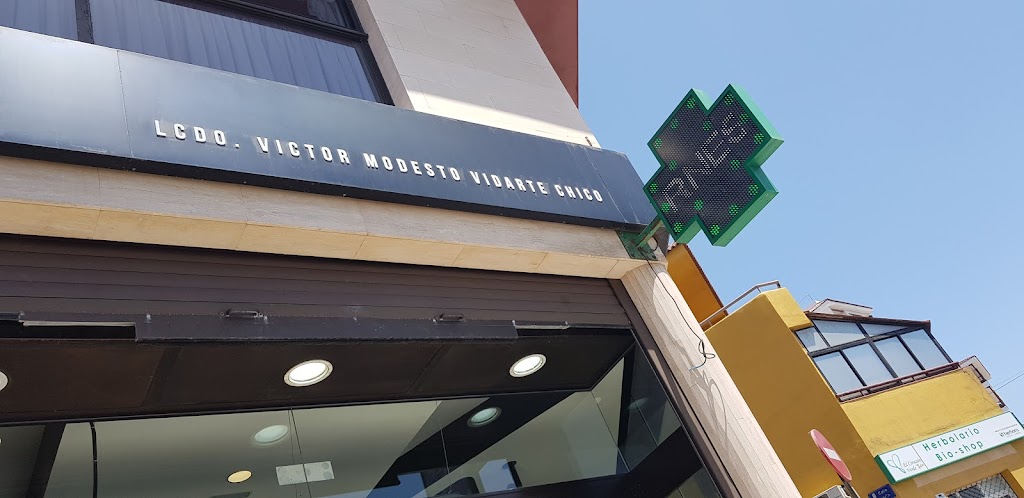 LCDO. VICTOR MODESTO VIDARTE CHICO
Herbolario
Bio-shop